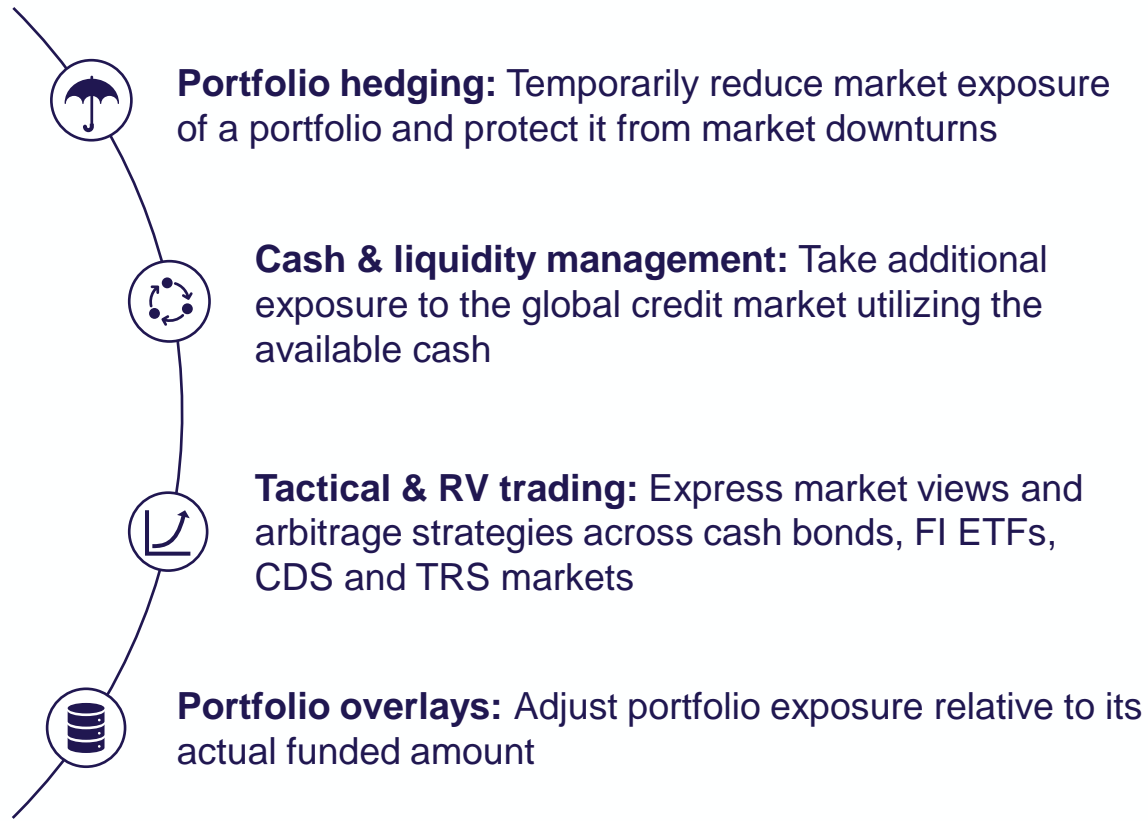 Portfolio hedging: Temporarily reduce market exposure
of a portfolio and protect it from market downturns
Cash & liquidity management: Take additional
exposure to the global credit market utilizing the
available cash
Tactical & RV trading: Express market views and
arbitrage strategies across cash bonds, FI ETFs,
CDS and TRS markets
Portfolio overlays: Adjust portfolio exposure relative to its
actual funded amount